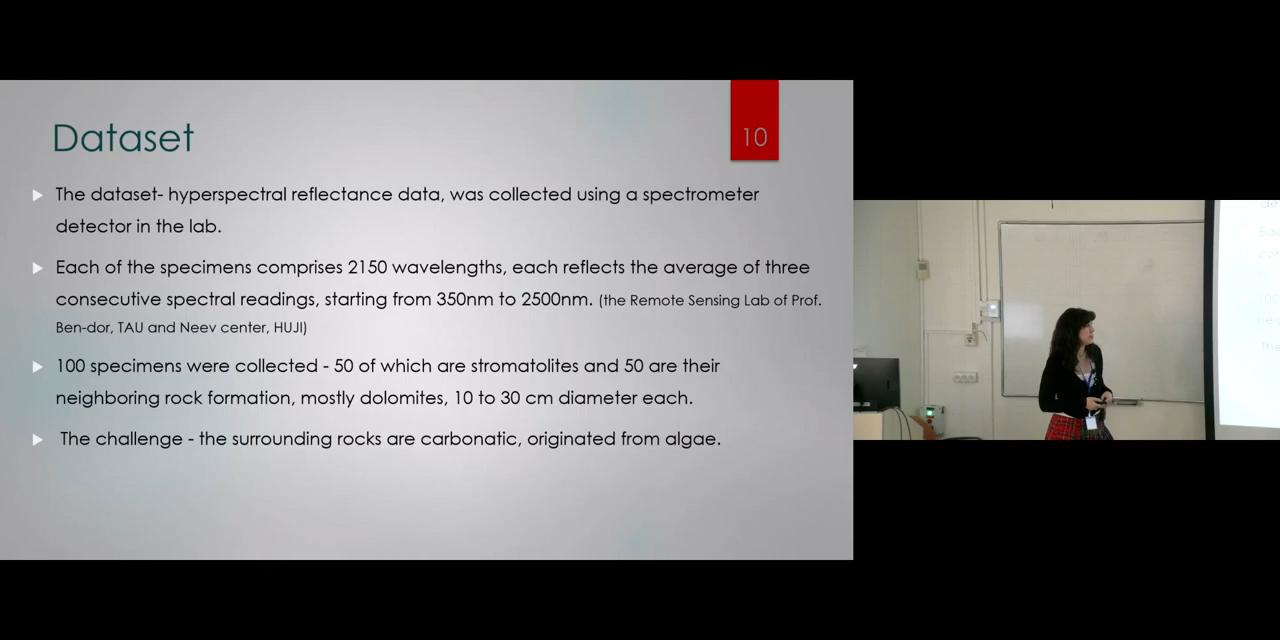 Dataset
10
The dataset- hyperspectral reflectance data, was collected using a spectrometer
detector in the lab.
Each of the specimens comprises 2150 wavelengths, each reflects the average of three
consecutive spectral readings, starting from 350nm to 2500nm. (the Remote Sensing Lab of Prof.
Ben-dor, TAU and Neev center, HUJI)
100 specimens were collected - 50 of which are stromatolites and 50 are their
neighboring rock formation, mostly dolomites, 10 to 30 cm diameter each.
The challenge - the surrounding rocks are carbonatic, originated from algae.